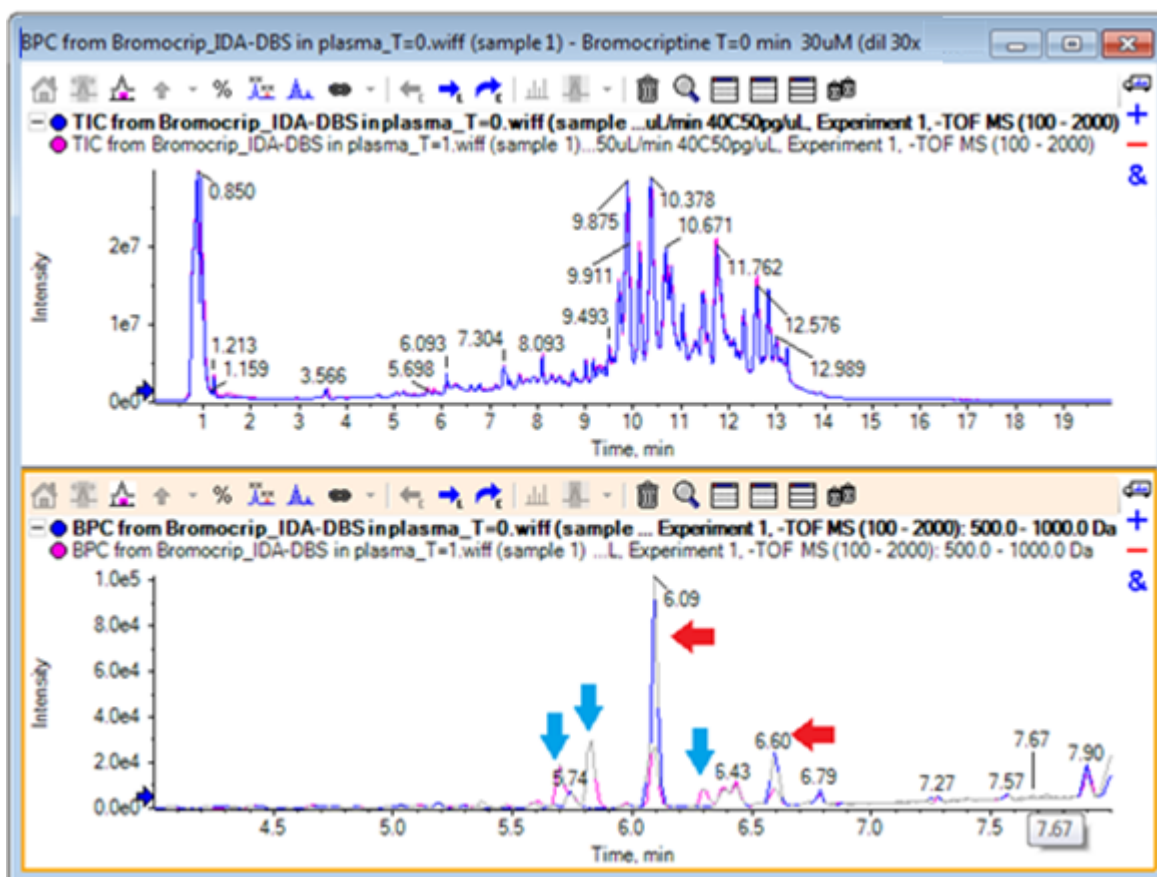 BPC from Bromocrip_IDA-DBS in plasma_T=0.wiff (sample 1) - Bromocriptine T=0 min 30uM (dil 30x
%
TIC from Bromocrip_IDA-DBS in plasma_T=0.wiff (sample ...uL/min 40C50pg/uL, Experiment 1, -TOF MS (100 - 2000)
TIC from Bromocrip_IDA-DBS in plasma_T=1.wiff (sample 1)...50uL/min 40C50pg/uL, Experiment 1, -TOF MS (100 - 2000)
&
Intensity
2e7
1e7
0e0
0.850
1.213
1.159
3.566
5.698
6.093
7.304
8.093
9.493
9.875
9.911
10.378
10.671
11.762
12.576
12.989
1 2 3 4 5 6 7 8 9 10 11 12 13 14 15 16 17 18 19
Time, min
%
BPC from Bromocrip_IDA-DBS in plasma_T=0.wiff (sample ... Experiment 1, -TOF MS (100 - 2000): 500.0 - 1000.0 Da
BPC from Bromocrip_IDA-DBS in plasma_T=1.wiff (sample 1) ...L, Experiment 1, -TOF MS (100 - 2000): 500.0 - 1000.0 Da
&
Intensity
1.0e5
8.0e4
6.0e4
4.0e4
2.0e4
0.0e0
5.74
6.09
6.43
6.60
6.79
7.27
7.57
7.67
7.90
4.5 5.0 5.5 6.0 6.5 7.0 7.5
7.67
Time, min